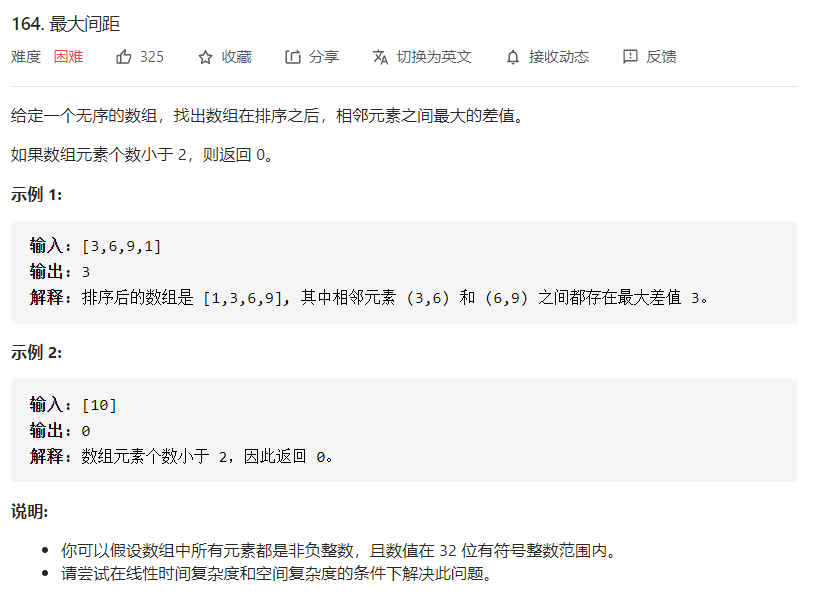 164. 最大间距
难度 困难 325 收藏 分享 切换为英文 接收动态 反馈
给定一个无序的数组，找出数组在排序之后，相邻元素之间最大的差值。
如果数组元素个数小于 2，则返回 0。
示例 1:
输入: [3,6,9,1]
输出: 3
解释: 排序后的数组是 [1,3,6,9], 其中相邻元素 (3,6) 和 (6,9) 之间都存在最大差值 3。
示例 2:
输入: [10]
输出: 0
解释: 数组元素个数小于 2，因此返回 0。
说明:
• 你可以假设数组中所有元素都是非负整数，且数值在 32 位有符号整数范围内。
• 请尝试在线性时间复杂度和空间复杂度的条件下解决此问题。